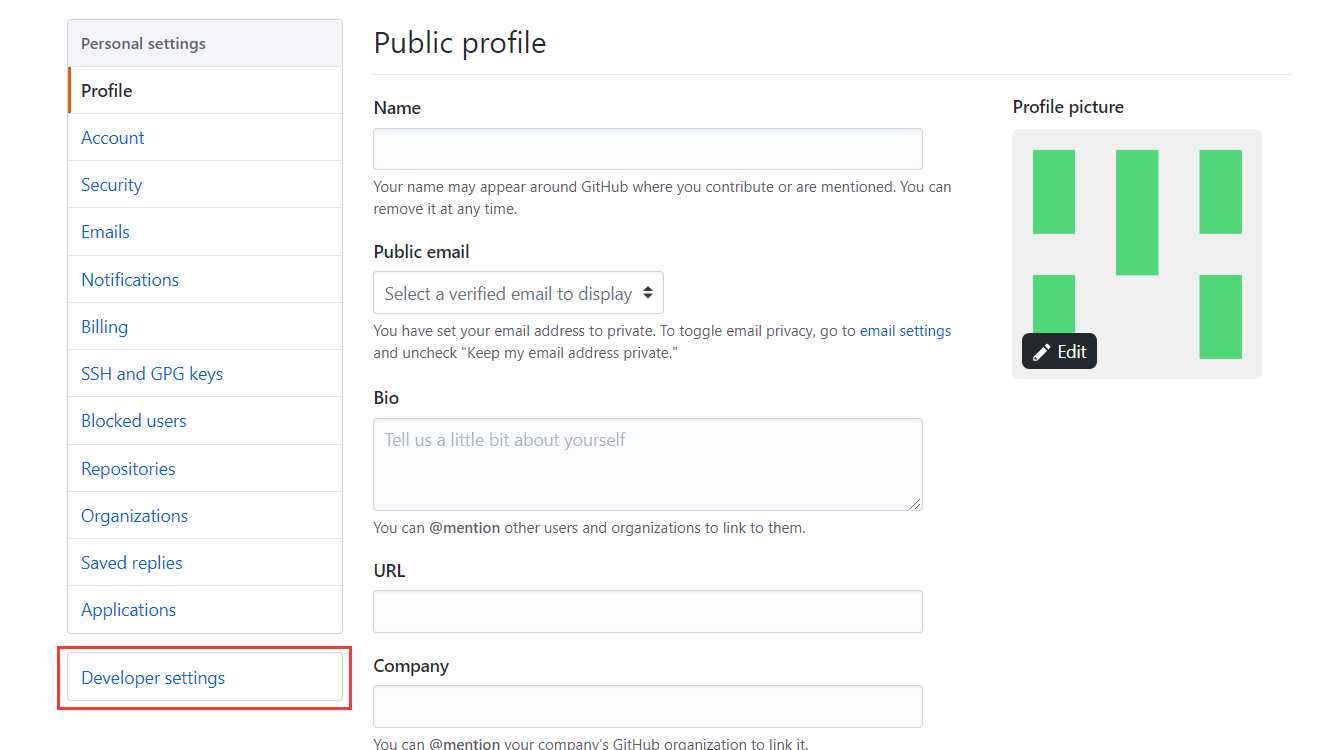 Personal settings
Profile
Account
Security
Emails
Notifications
Billing
SSH and GPG keys
Blocked users
Repositories
Organizations
Saved replies
Applications
Developer settings
Public profile
Name
Your name may appear around GitHub where you contribute or are mentioned. You can
remove it at any time.
Public email
Select a verified email to display
You have set your email address to private. To toggle email privacy, go to email settings
and uncheck "Keep my email address private."
Bio
Tell us a little bit about yourself
You can @mention other users and organizations to link to them.
URL
Company
You can @mention your company's GitHub organization to link it.
Profile picture
Edit